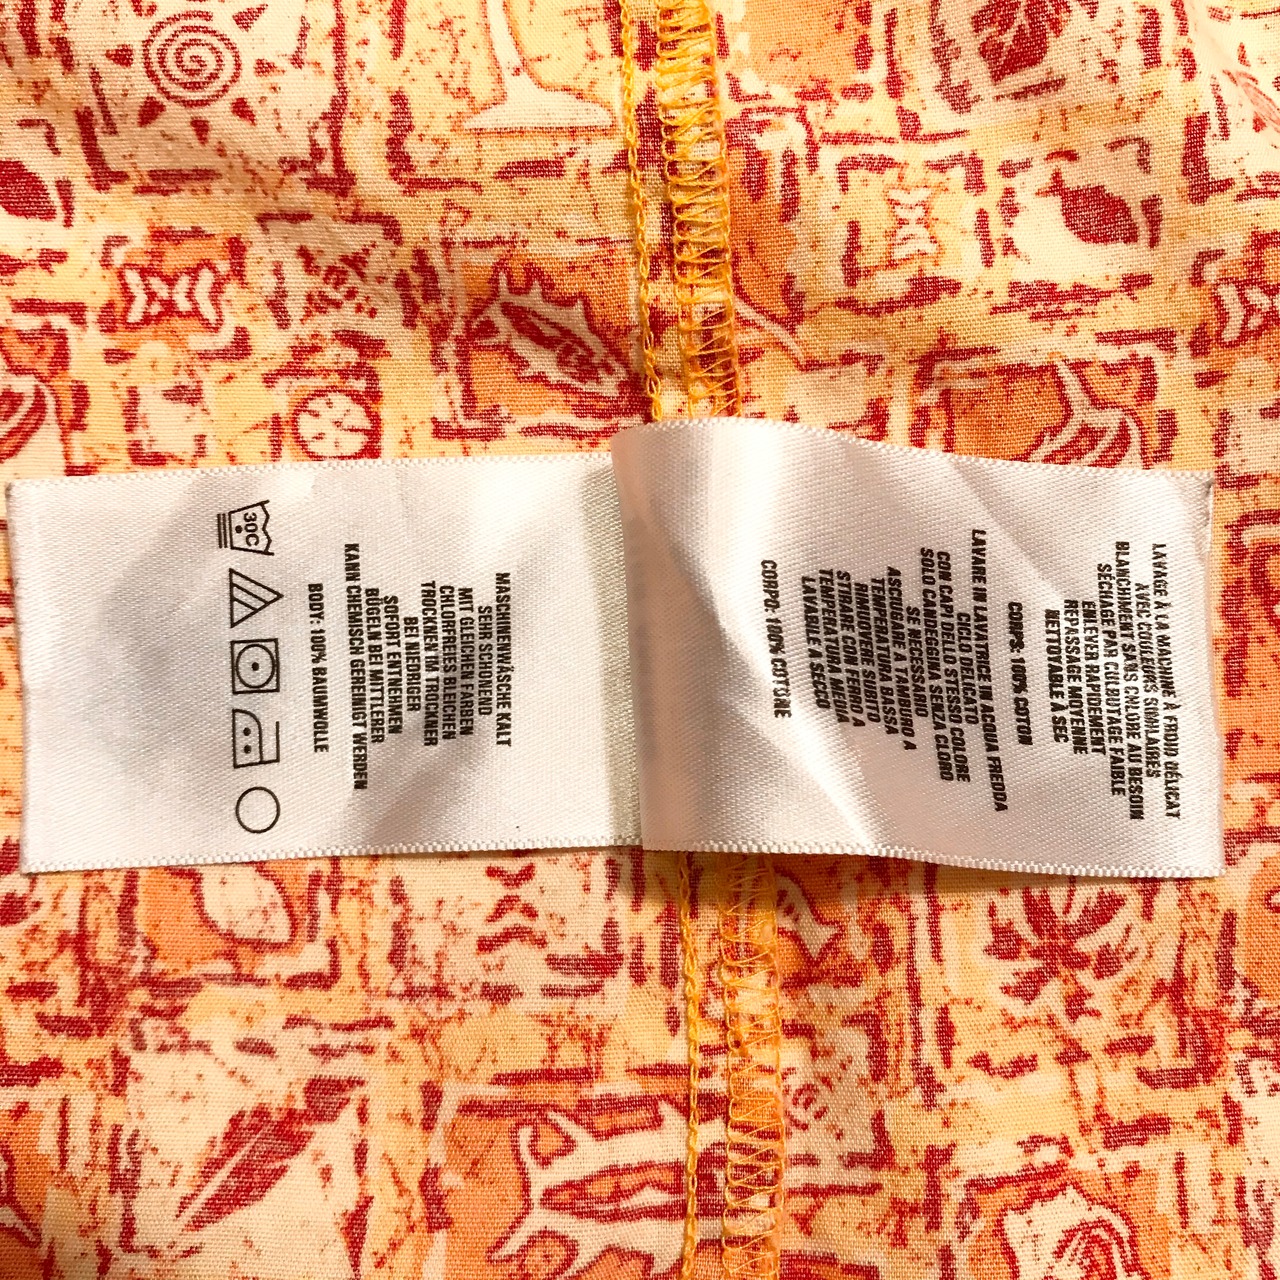 LAVAGE À LA MACHINE À FROID DÉLICAT
AVEC COULEURS SIMILAIRES
BLANCHIMENT SANS CHLORE AU BESOIN
SÉCHAGE PAR CULBUTAGE FAIBLE
ENLEVER RAPIDEMENT
REPASSAGE MOYENNE
NETTOYABLE À SEC
CORPS: 100% COTON
LAVARE IN LAVATRICE IN ACQUA FREDDA
CICLO DELICATO
CON CAPI DELLO STESSO COLORE
SOLO CANDEGGINA SENZA CLORO
SE NECESSARIO
ASCIUGARE A TAMBURO A
TEMPERATURA BASSA
RIMUOVERE SUBITO
STIRARE CON FERRO A
TEMPERATURA MEDIA
LAVABILE A SECCO
CORPO: 100% COTONE
MASCHINENWÄSCHE KALT
SEHR SCHONEND
MIT GLEICHEN FARBEN
CHLORFREIES BLEICHEN
TROCKNEN IM TROCKNER
BEI NIEDRIGER
SOFORT ENTNEHMEN
BÜGELN BEI MITTLERER
KANN CHEMISCH GEREINIGT WERDEN
BODY: 100% BAUMWOLLE
30C